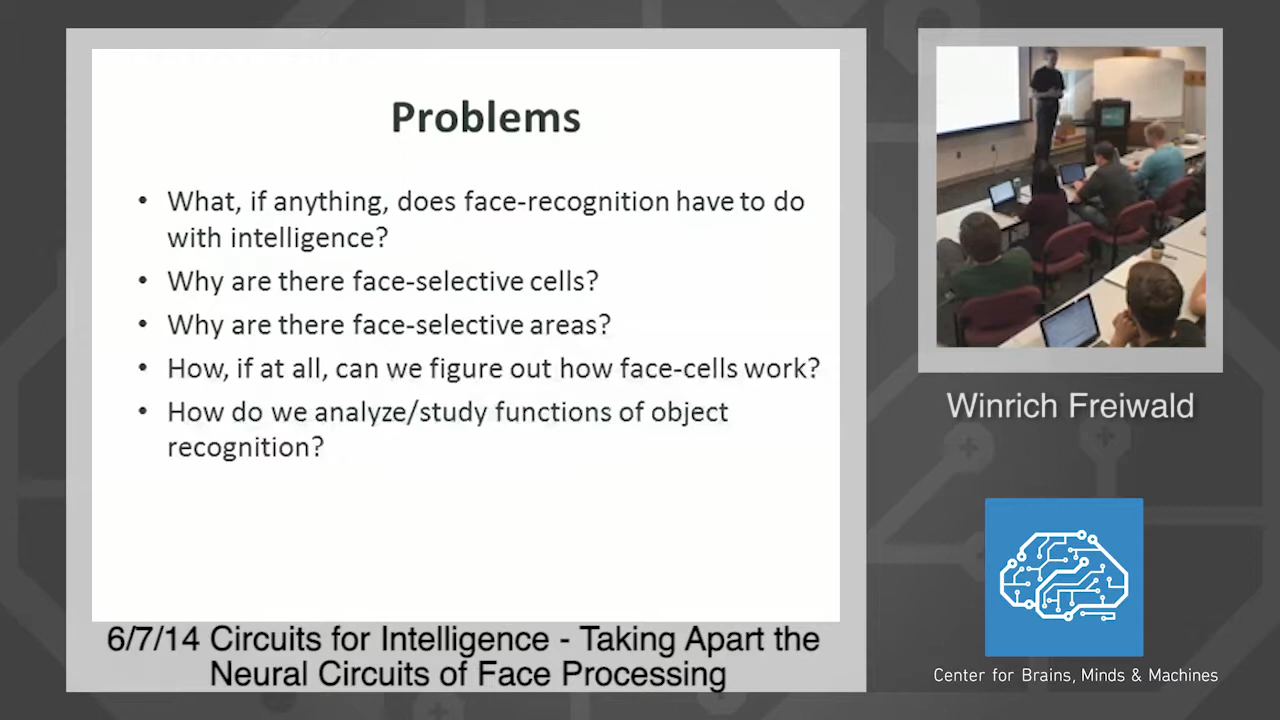 Problems
• What, if anything, does face-recognition have to do
with intelligence?
• Why are there face-selective cells?
• Why are there face-selective areas?
• How, if at all, can we figure out how face-cells work?
• How do we analyze/study functions of object
recognition?
6/7/14 Circuits for Intelligence - Taking Apart the
Neural Circuits of Face Processing
Winrich Freiwald
Center for Brains, Minds & Machines